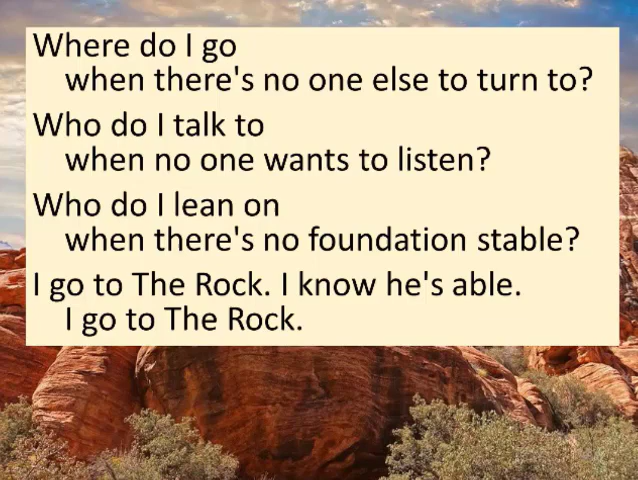 Where do I go
when there's no one else to turn to?
Who do I talk to
when no one wants to listen?
Who do I lean on
when there's no foundation stable?
I go to The Rock. I know he's able.
I go to The Rock.